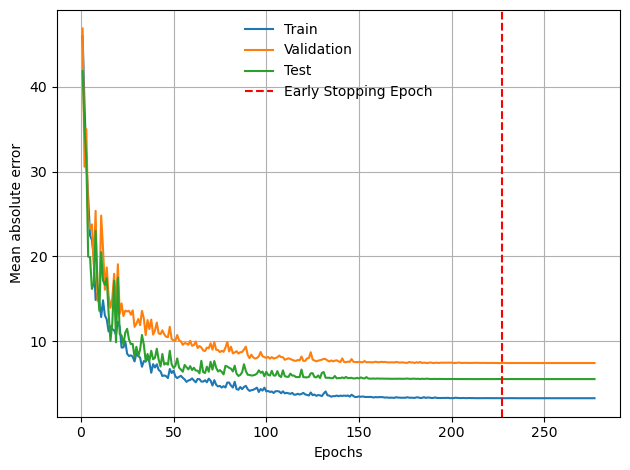 Train
Validation
Test
Early Stopping Epoch
Mean absolute error
40
30
20
10
0
50
100
150
200
250
Epochs